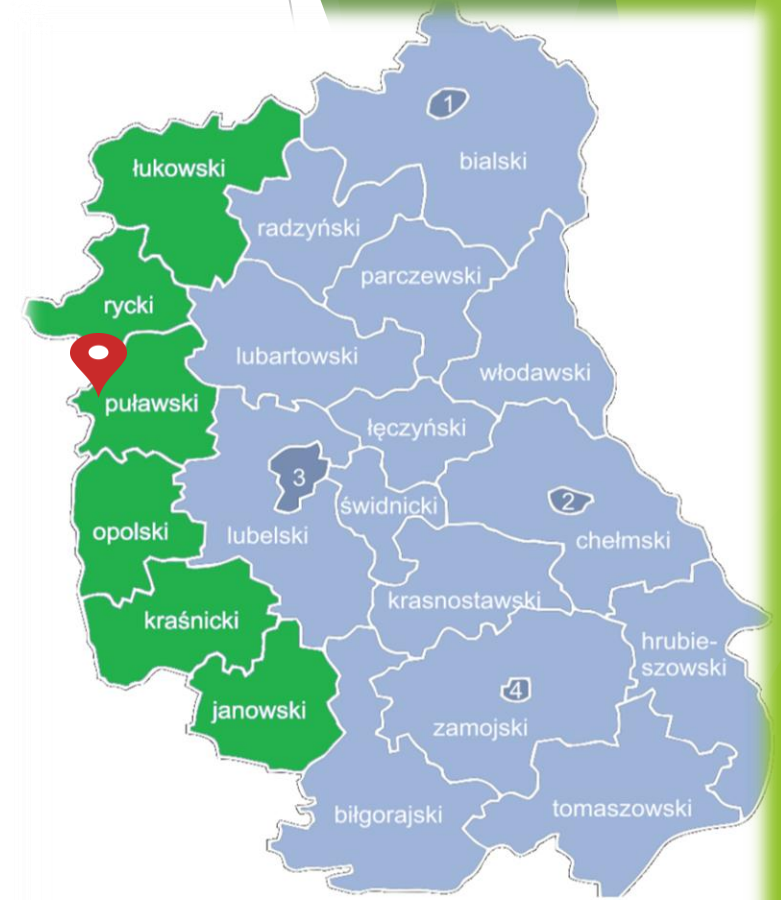 1
bialski
łukowski
radzyński
parczewski
rycki
lubartowski
włodawski
puławski
łęczyński
3
świdnicki
2
opolski
lubelski
chełmski
krasnostawski
kraśnicki
hrubie-
szowski
4
janowski
zamojski
biłgorajski
tomaszowski